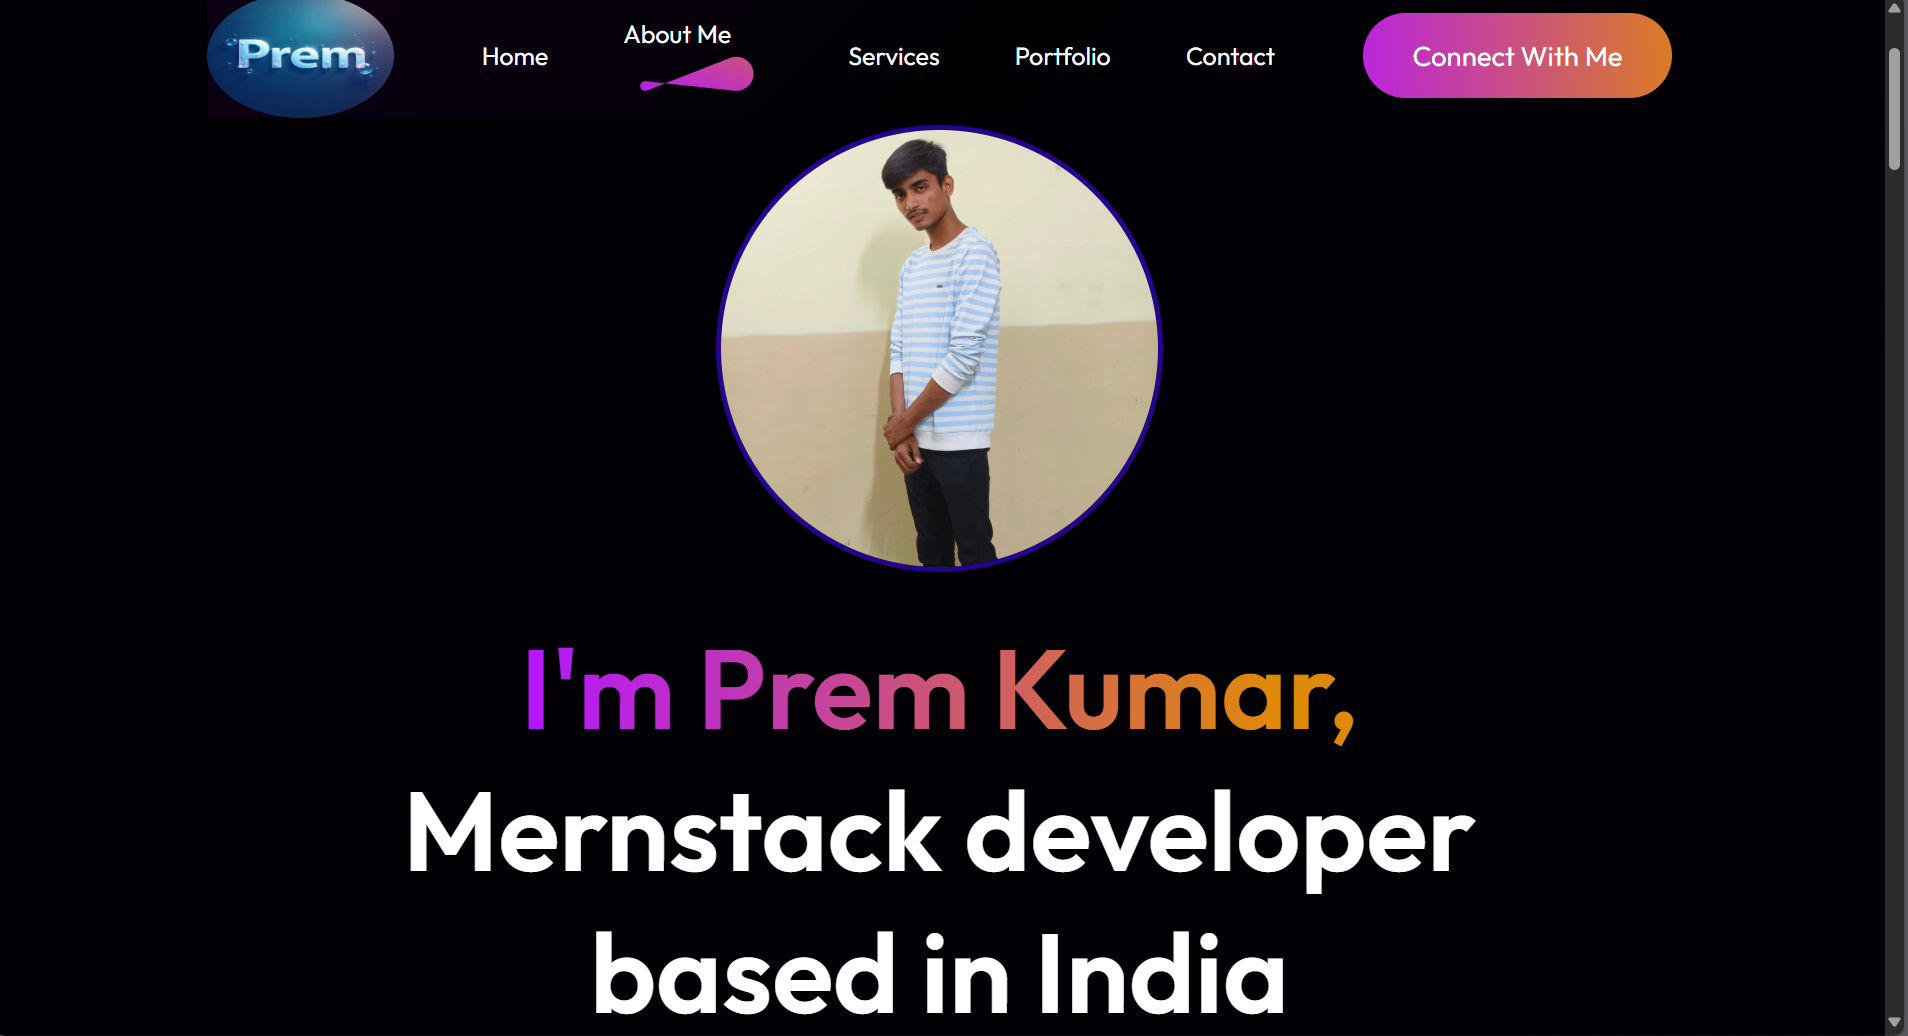 Prem
Home
About Me
Services
Portfolio
Contact
Connect With Me
I'm Prem Kumar,
Mernstack developer
based in India